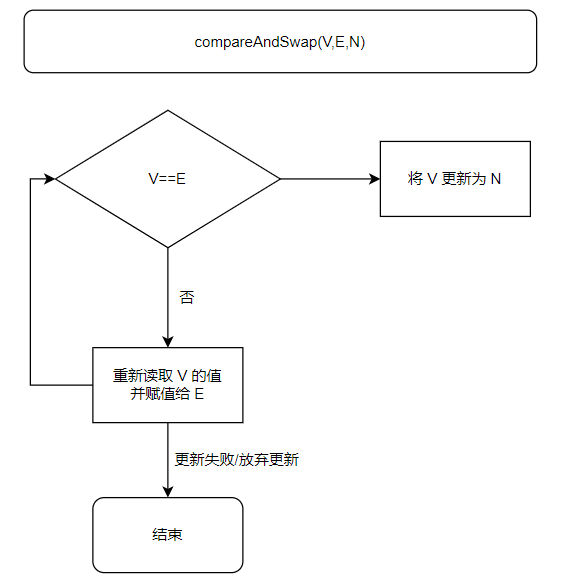 compareAndSwap(V,E,N)
V==E
将 V 更新为 N
否
重新读取 V 的值
并赋值给 E
更新失败/放弃更新
结束